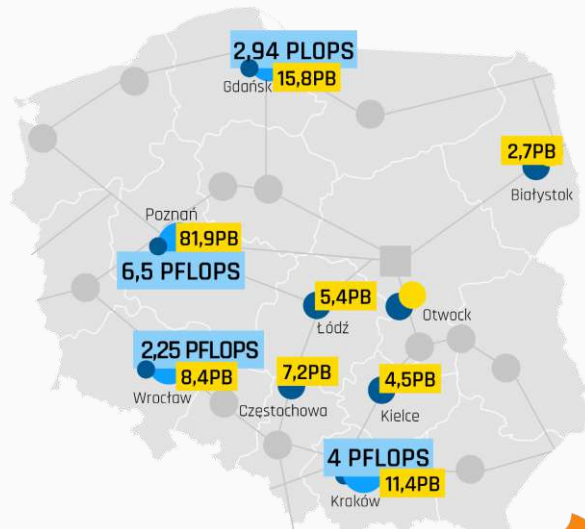 2,94 PLOPS
Gdańsk
15,8PB
2,7PB
Białystok
Poznań
81,9PB
6,5 PFLOPS
5,4PB
Łódź
Otwock
2,25 PFLOPS
8,4PB
Wrocław
7,2PB
Częstochowa
4,5PB
Kielce
4 PFLOPS
11,4PB
Kraków